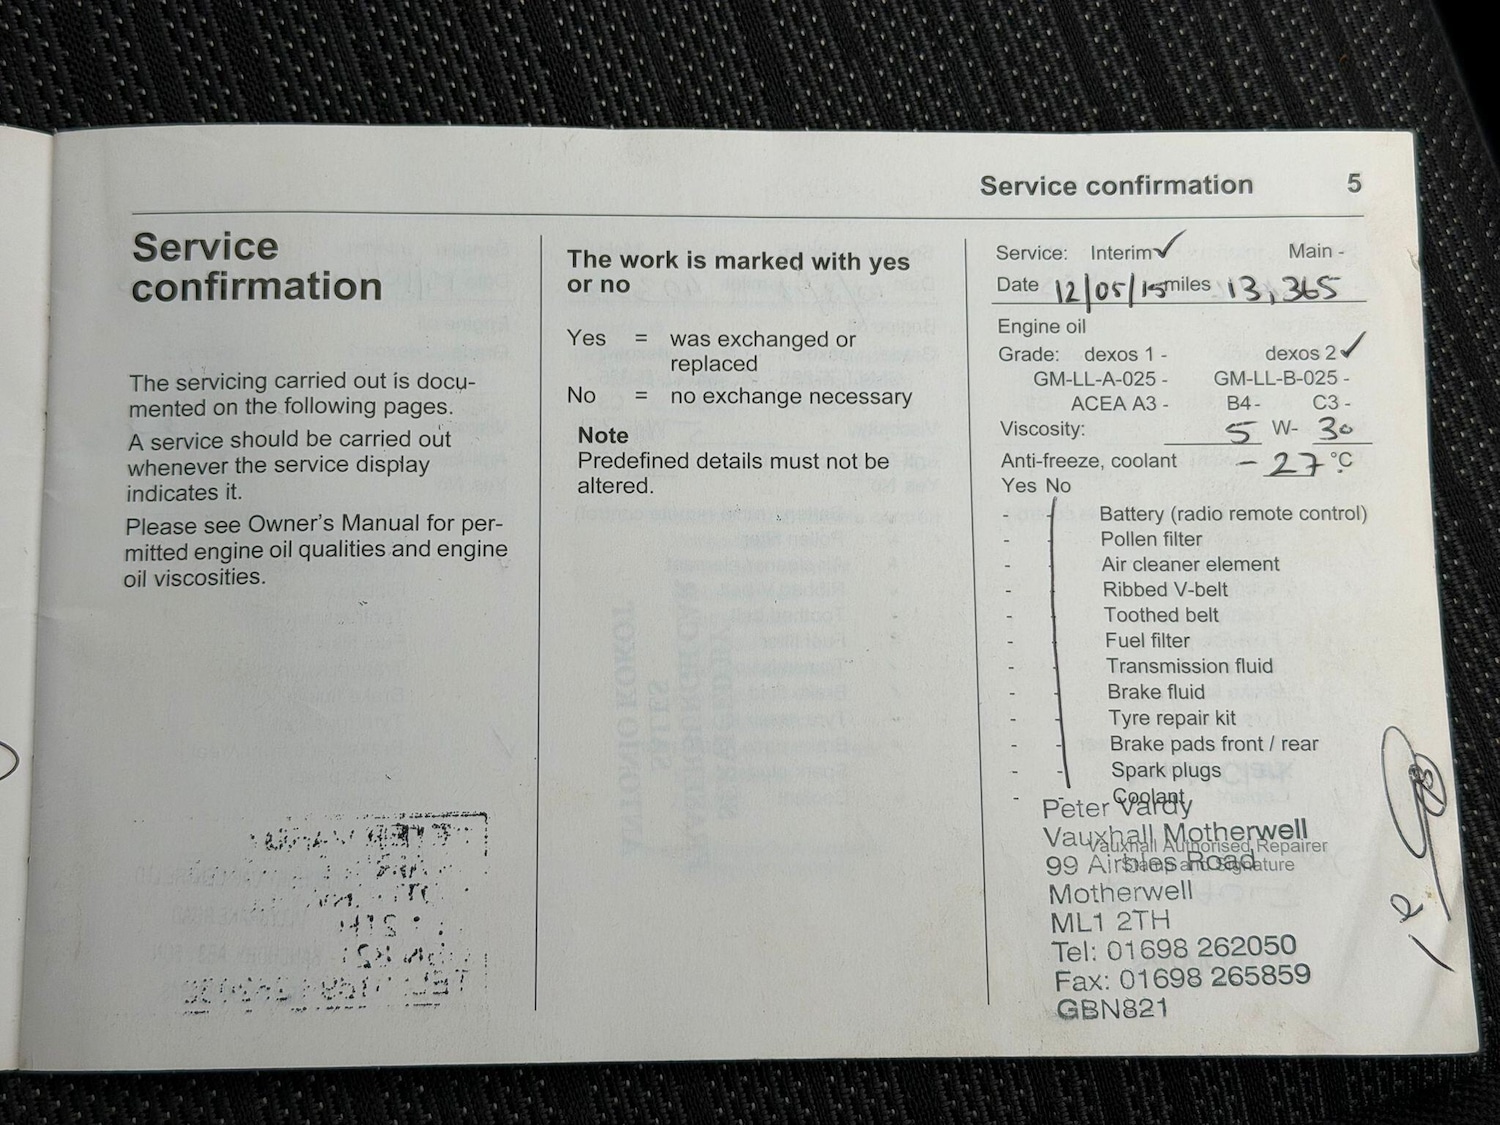 Service confirmation 5
Service
confirmation
The servicing carried out is docu-
mented on the following pages.
A service should be carried out
whenever the service display
indicates it.
Please see Owner's Manual for per-
mitted engine oil qualities and engine
oil viscosities.
The work is marked with yes
or no
Yes = was exchanged or
replaced
No = no exchange necessary
Note
Predefined details must not be
altered.
Service: Interim ✓ Main -
Date 12/05/15 miles 13,365
Engine oil
Grade: dexos 1 - dexos 2 ✓
GM-LL-A-025 - GM-LL-B-025 -
ACEA A3 - B4 - C3 -
Viscosity: 5 W- 30
Anti-freeze, coolant -27 °C
Yes No
- Battery (radio remote control)
- - Pollen filter
- - Air cleaner element
- - Ribbed V-belt
- - Toothed belt
- - Fuel filter
- - Transmission fluid
- - Brake fluid
- - Tyre repair kit
- - Brake pads front / rear
- - Spark plugs
- - Coolant
Peter Vardy
Vauxhall Motherwell
Vauxhall Authorised Repairer
99 Airbles Road
Stamp and Signature
Motherwell
ML1 2TH
Tel: 01698 262050
Fax: 01698 265859
GBN821